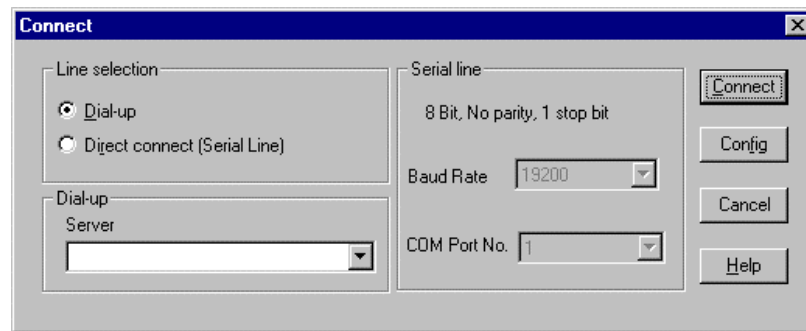 Connect
Line selection
Dial-up
Direct connect (Serial Line)
Dial-up
Server
Serial line
8 Bit, No parity, 1 stop bit
Baud Rate 19200
COM Port No. 1
Connect
Config
Cancel
Help